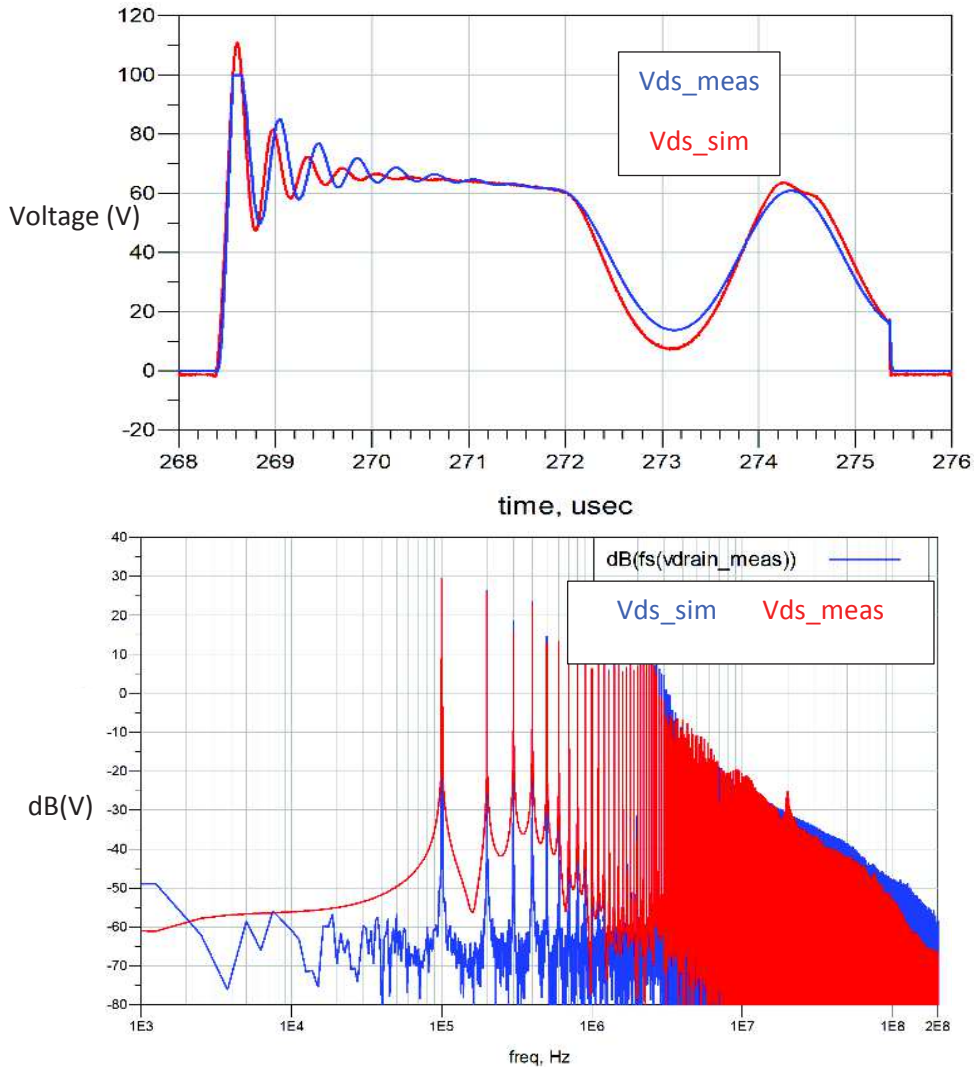 120
100
80
60
40
20
0
-20
Voltage (V)
Vds_meas
Vds_sim
268 269 270 271 272 273 274 275 276
time, usec
40
30
20
10
0
-10
-20
-30
-40
-50
-60
-70
-80
dB(V)
dB(fs(vdrain_meas))
Vds_sim Vds_meas
1E3 1E4 1E5 1E6 1E7 1E8 2E8
freq, Hz